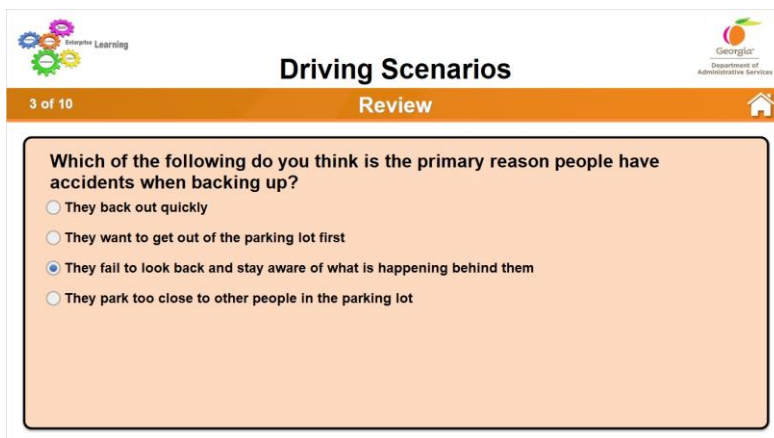 Enterprise Learning
Georgia®
Department of
Administrative Services
Driving Scenarios
3 of 10
Review
Which of the following do you think is the primary reason people have
accidents when backing up?
They back out quickly
They want to get out of the parking lot first
They fail to look back and stay aware of what is happening behind them
They park too close to other people in the parking lot